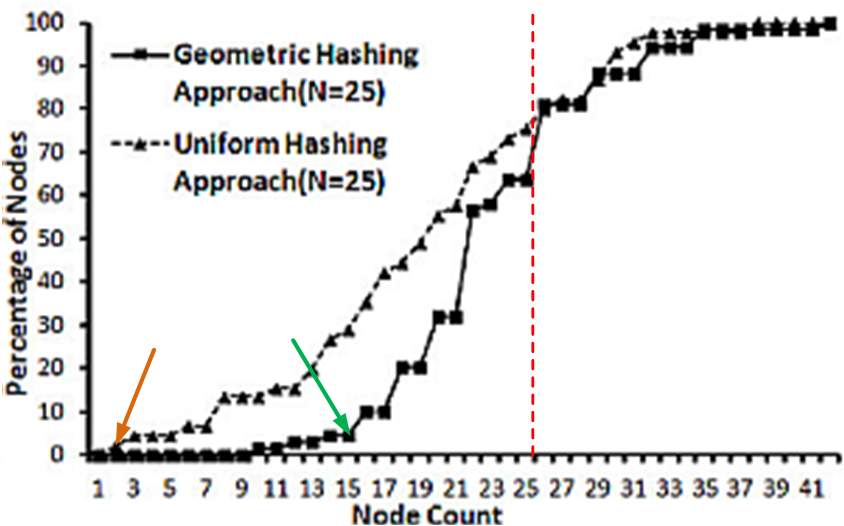 100
90
80
70
60
50
40
30
20
10
0
Percentage of Nodes
Geometric Hashing
Approach(N=25)
Uniform Hashing
Approach(N=25)
1 3 5 7 9 11 13 15 17 19 21 23 25 27 29 31 33 35 37 39 41
Node Count